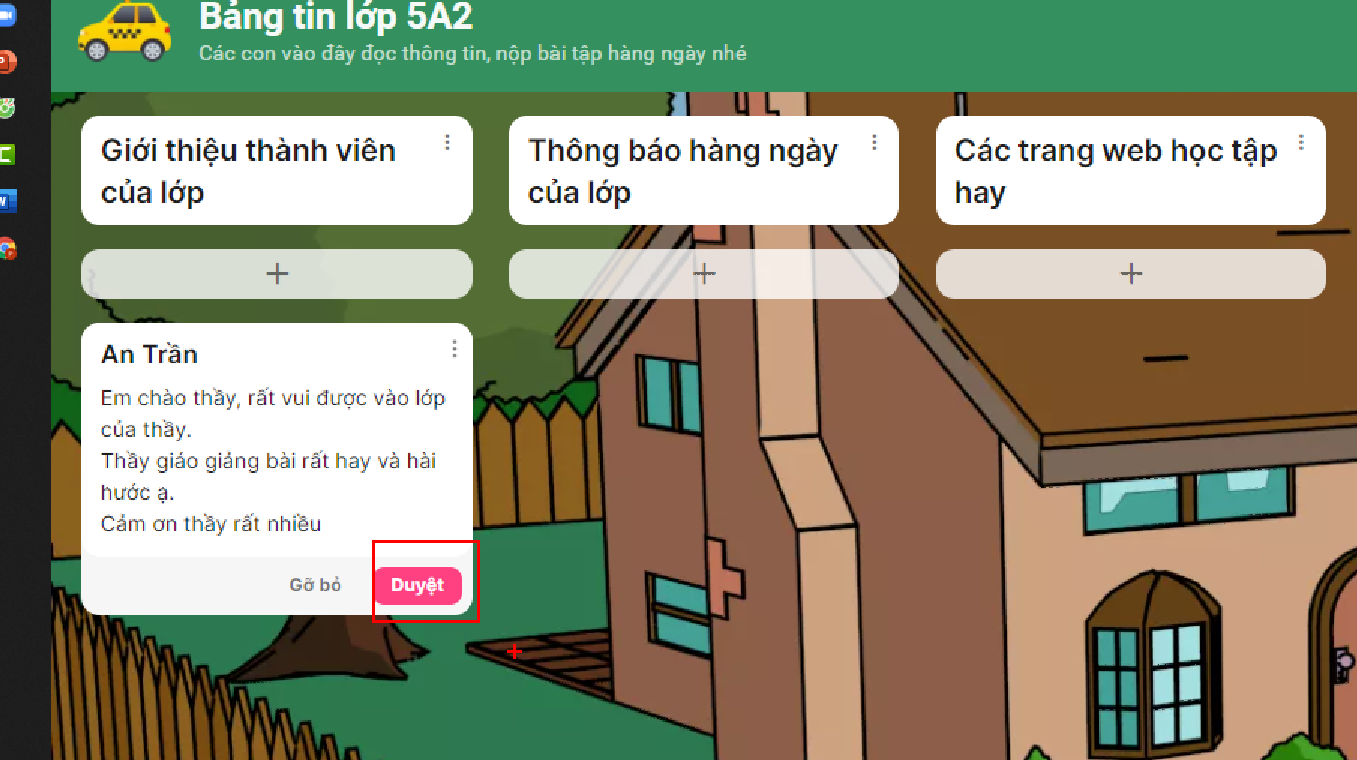 Bảng tin lớp 5A2
Các con vào đây đọc thông tin, nộp bài tập hàng ngày nhé
Giới thiệu thành viên
của lớp
Thông báo hàng ngày
của lớp
Các trang web học tập
hay
An Trần
Em chào thầy, rất vui được vào lớp
của thầy.
Thầy giáo giảng bài rất hay và hài
hước ạ.
Cảm ơn thầy rất nhiều
Gỡ bỏ
Duyệt